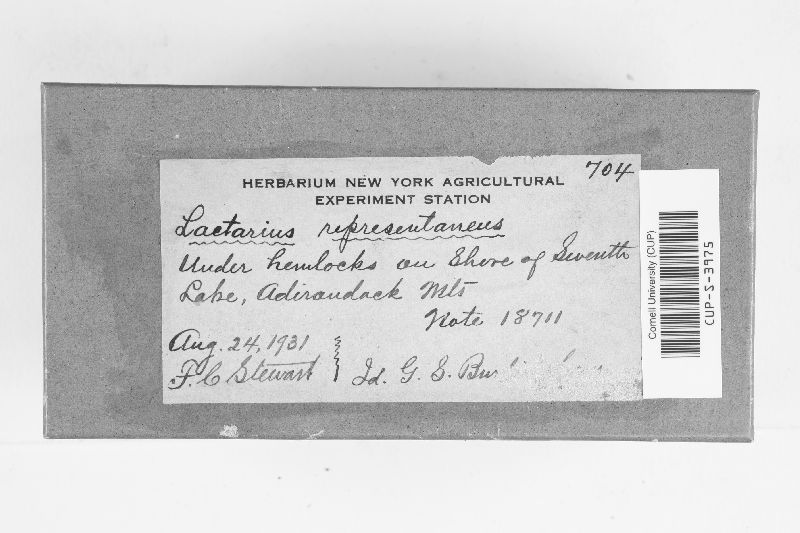 704
HERBARIUM NEW YORK AGRICULTURAL
EXPERIMENT STATION
Lactarius representaneus
Under hemlocks on Shore of Seventh
Lake, Adirondack Mts
Note 18711
Aug. 24, 1931
F. C Stewart
Id. G. S.
Cornell University (CUP)
CUP-S-3975